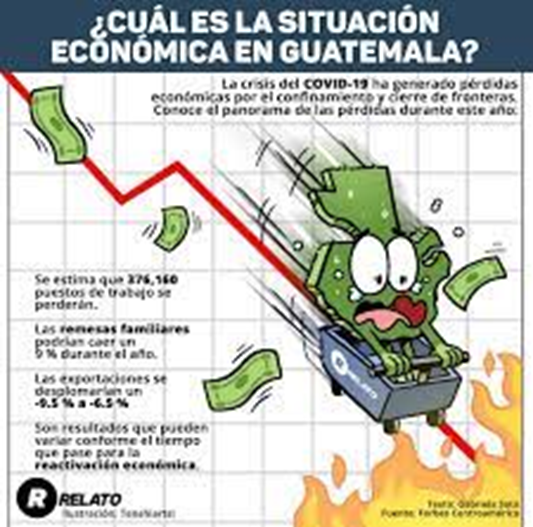 ¿CUÁL ES LA SITUACIÓN
ECONÓMICA EN GUATEMALA?
La crisis del COVID-19 ha generado pérdidas
económicas por el confinamiento y cierre de fronteras.
Conoce el panorama de las pérdidas durante este año.
Se estima que 376,160
puestos de trabajo se
perderán.
Las remesas familiares
podrían caer un
9 % durante el año.
Las exportaciones se
desplomarían un
-9.5 % a -6.5 %
Son resultados que pueden
variar conforme el tiempo
que pase para la
reactivación económica.
RELATO
R RELATO
Ilustración:
Texto: Gabriela Sosa
Fuente: Forbes Centroamérica